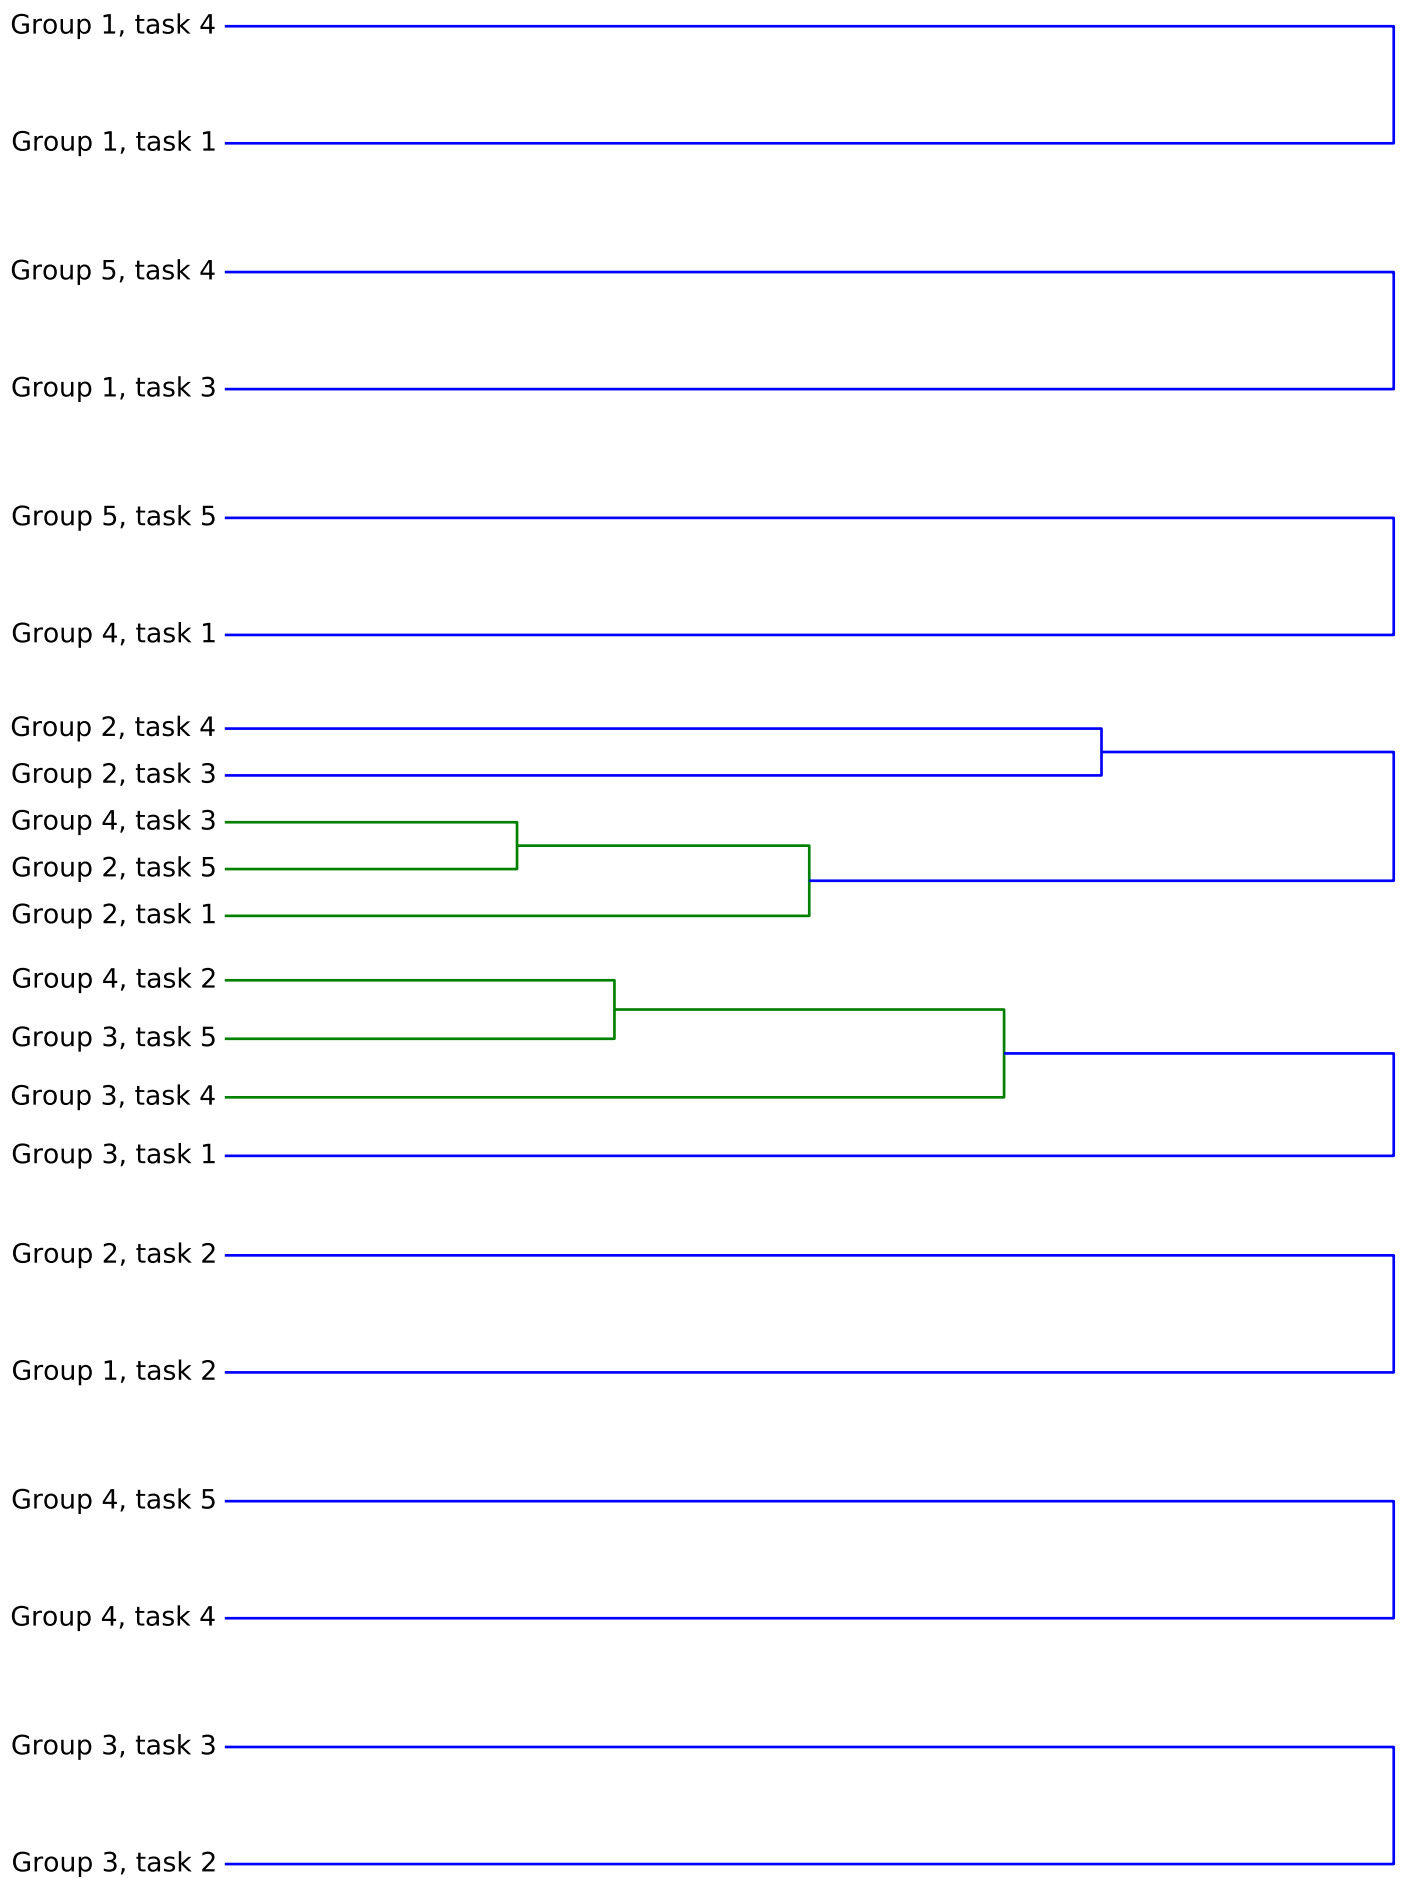 Group 1, task 4
Group 1, task 1
Group 5, task 4
Group 1, task 3
Group 5, task 5
Group 4, task 1
Group 2, task 4
Group 2, task 3
Group 4, task 3
Group 2, task 5
Group 2, task 1
Group 4, task 2
Group 3, task 5
Group 3, task 4
Group 3, task 1
Group 2, task 2
Group 1, task 2
Group 4, task 5
Group 4, task 4
Group 3, task 3
Group 3, task 2